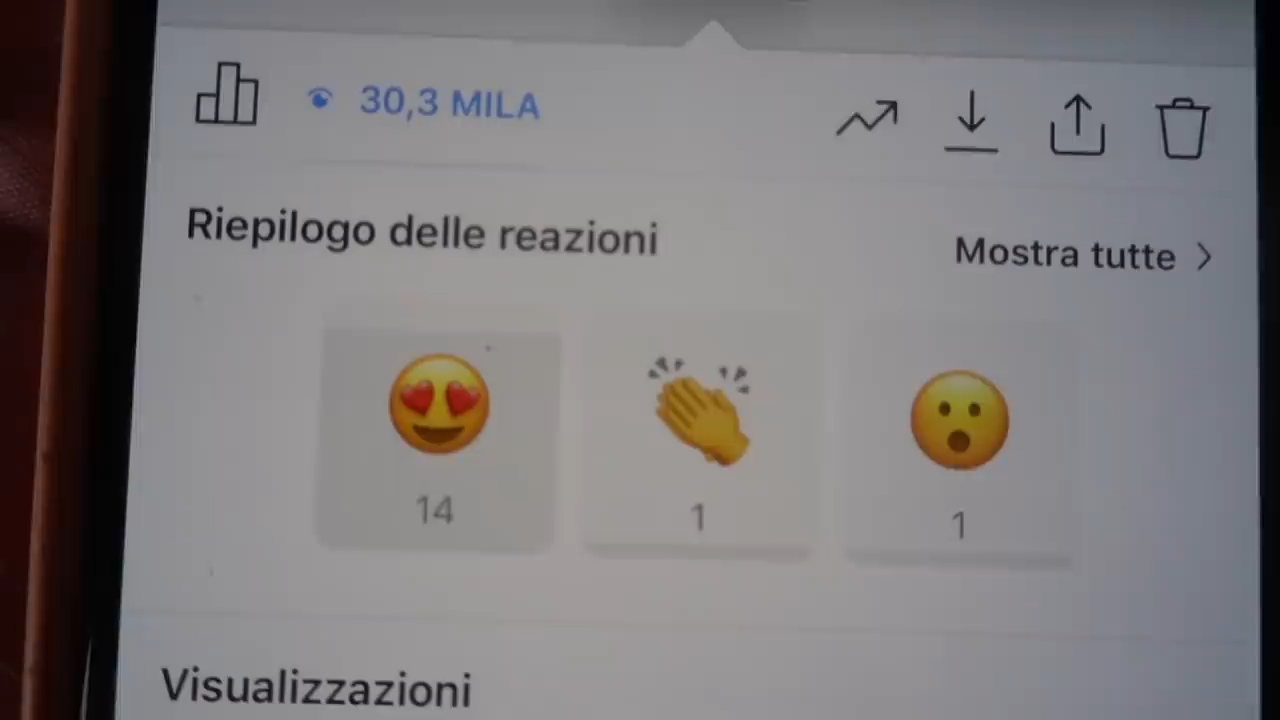 30,3 MILA
Riepilogo delle reazioni
Mostra tutte
14
1
1
Visualizzazioni